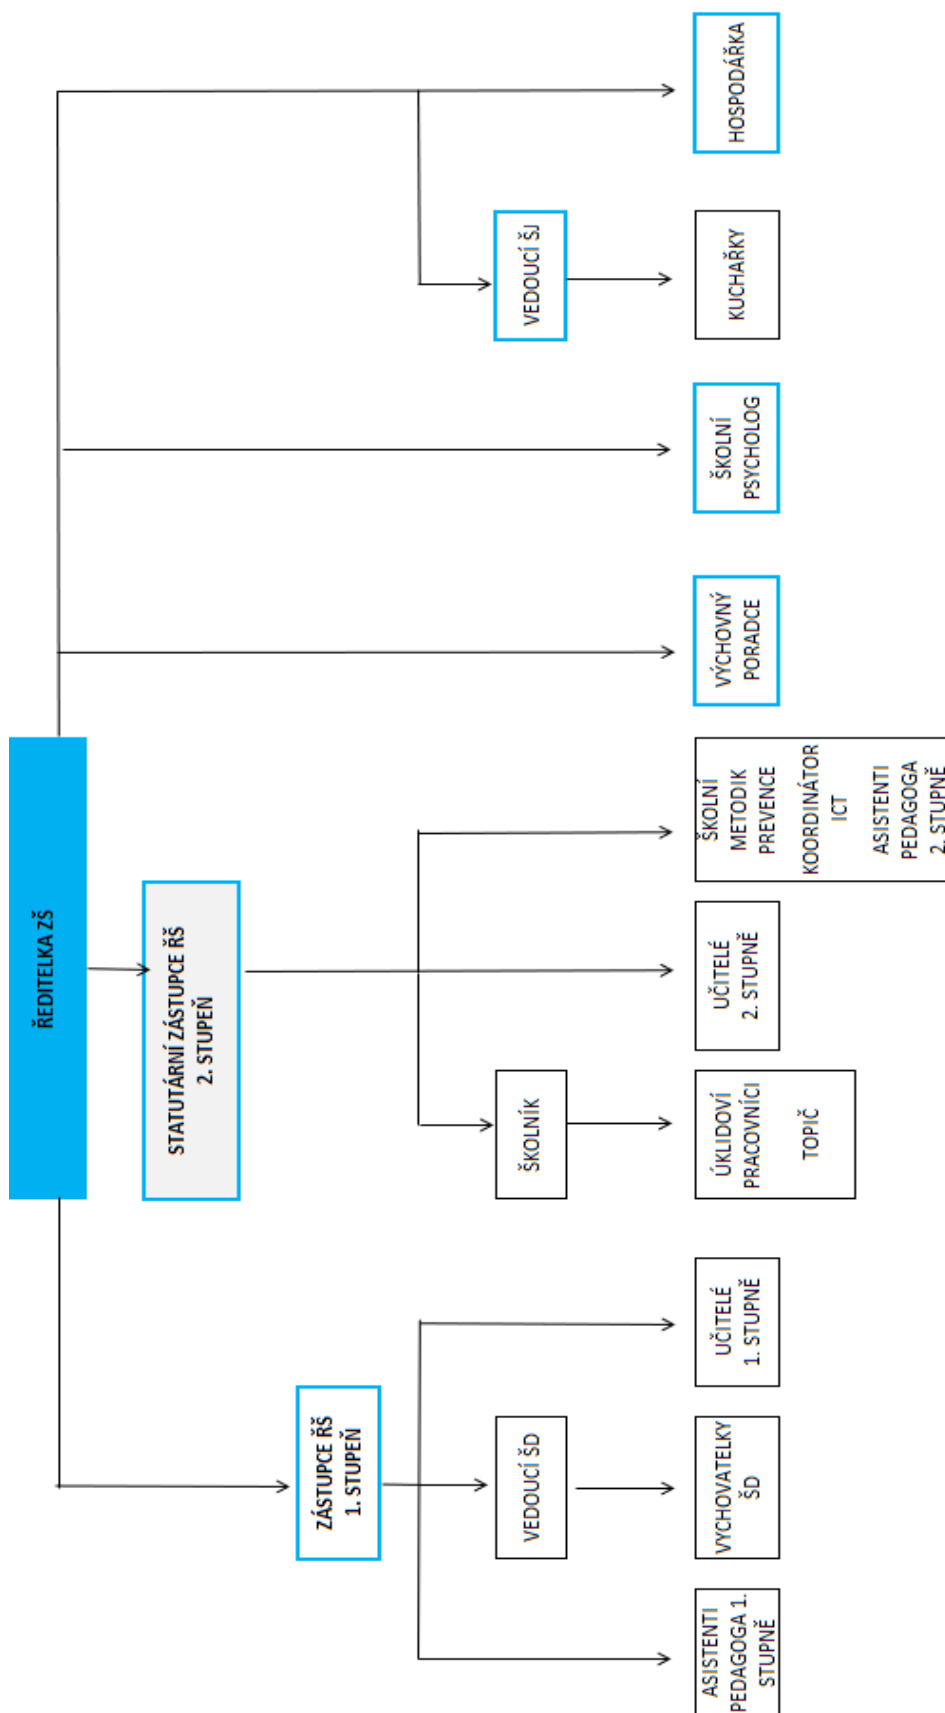 ŘEDITELKA ZŠ
STATUTÁRNÍ ZÁSTUPCE ŘŠ
2. STUPEŇ
ZÁSTUPCE ŘŠ
1. STUPEŇ
VEDOUCÍ ŠD
ŠKOLNÍK
VEDOUCÍ ŠJ
ASISTENTI
PEDAGOGA 1.
STUPNĚ
VYCHOVATELKY
ŠD
UČITELÉ
1. STUPNĚ
ÚKLIDOVÍ
PRACOVNÍCI
TOPIČ
UČITELÉ
2. STUPNĚ
ŠKOLNÍ
METODIK
PREVENCE
KOORDINÁTOR
ICT
ASISTENTI
PEDAGOGA
2. STUPNĚ
VÝCHOVNÝ
PORADCE
ŠKOLNÍ
PSYCHOLOG
KUCHAŘKY
HOSPODÁŘKA